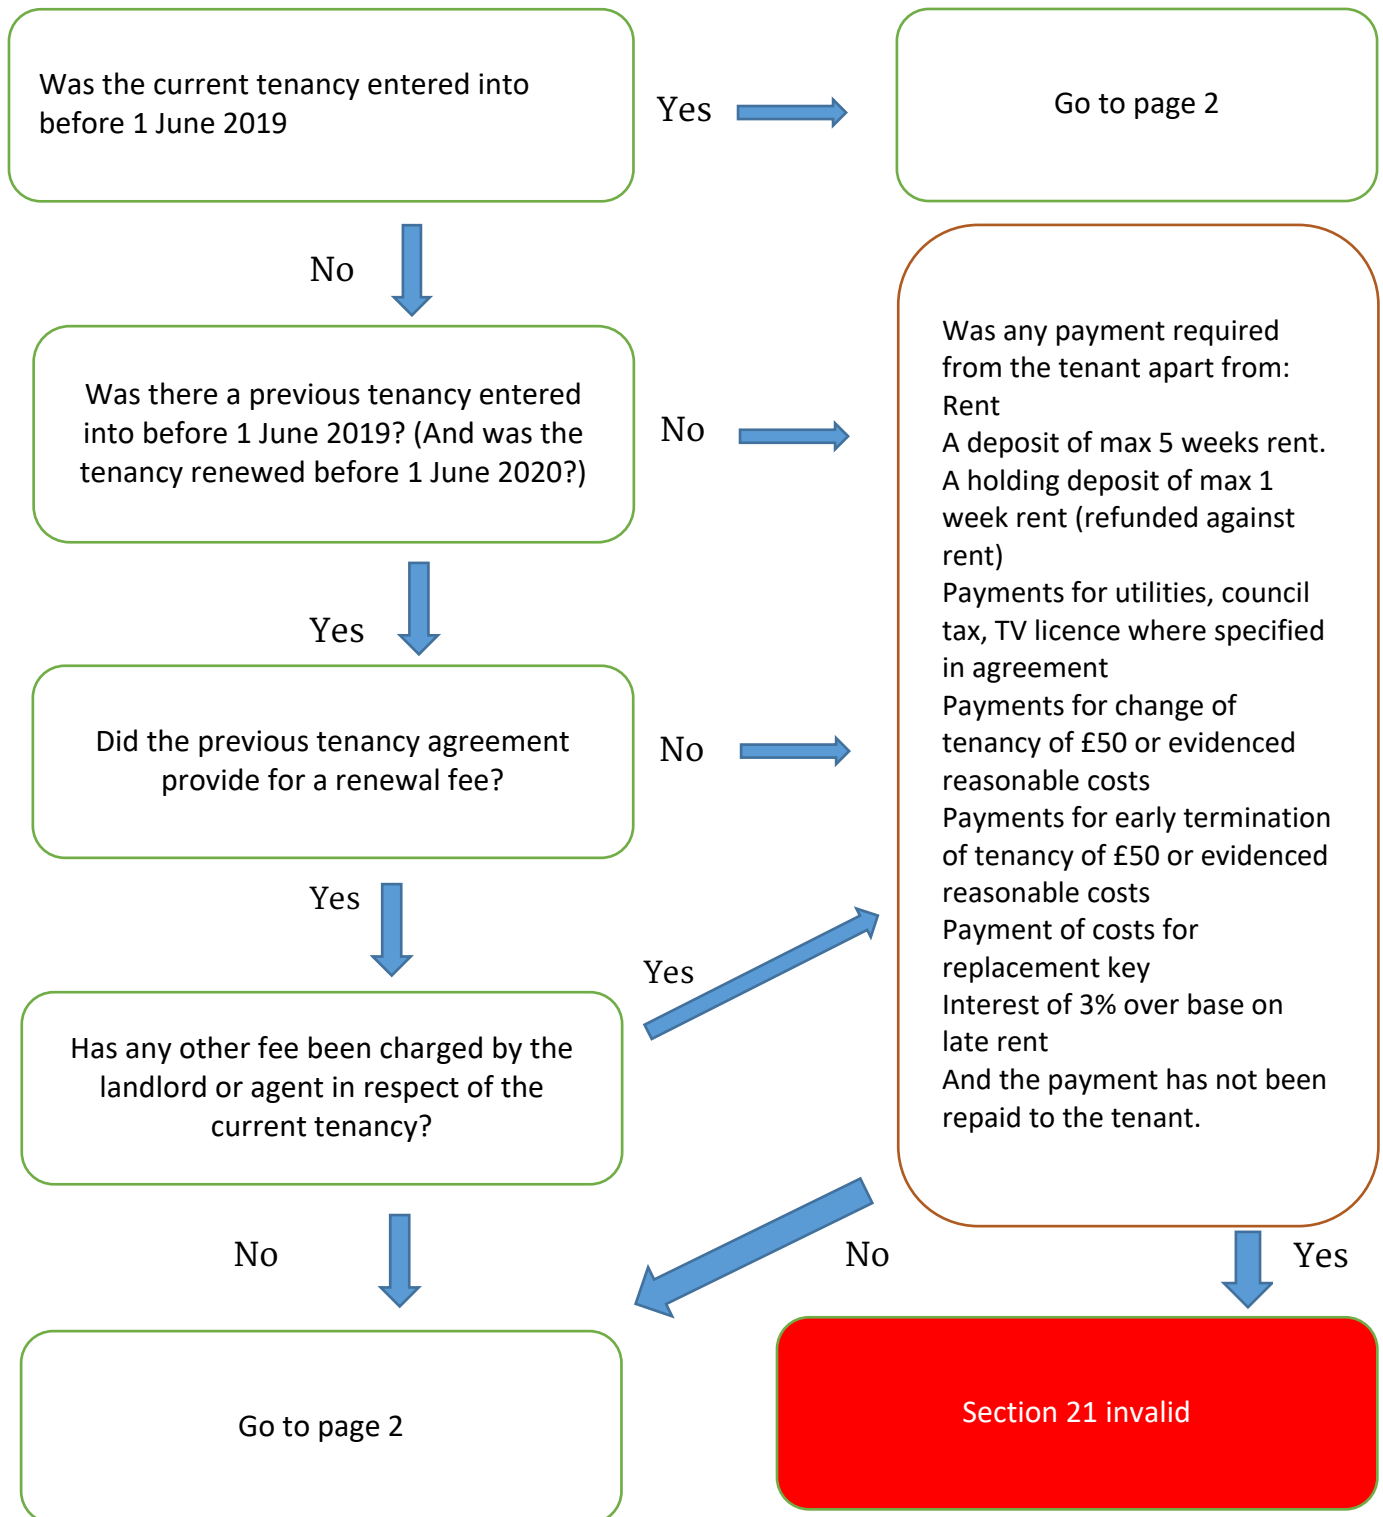 Was the current tenancy entered into
before 1 June 2019
Yes
Go to page 2
No
Was there a previous tenancy entered
into before 1 June 2019? (And was the
tenancy renewed before 1 June 2020?)
No
Yes
Did the previous tenancy agreement
provide for a renewal fee?
No
Yes
Has any other fee been charged by the
landlord or agent in respect of the
current tenancy?
Yes
Was any payment required
from the tenant apart from:
Rent
A deposit of max 5 weeks rent.
A holding deposit of max 1
week rent (refunded against
rent)
Payments for utilities, council
tax, TV licence where specified
in agreement
Payments for change of
tenancy of £50 or evidenced
reasonable costs
Payments for early termination
of tenancy of £50 or evidenced
reasonable costs
Payment of costs for
replacement key
Interest of 3% over base on
late rent
And the payment has not been
repaid to the tenant.
No
No
Yes
Go to page 2
Section 21 invalid